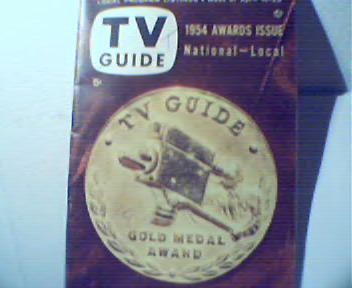 TV
GUIDE
1954 AWARDS ISSUE
National—Local
TV GUIDE
GOLD MEDAL
AWARD